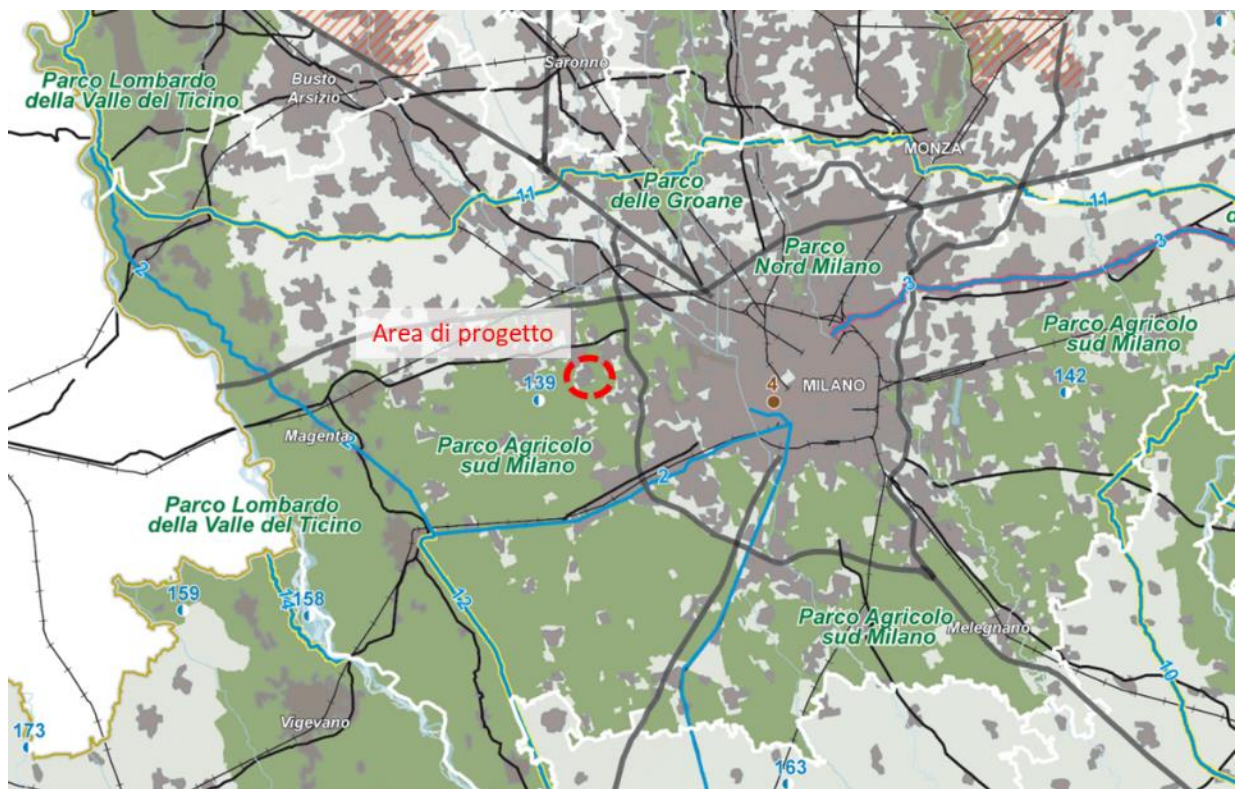 Parco Lombardo
della Valle del Ticino
Busto
Arsizio
Saronno
MONZA
11
Parco
delle Groane
11
Parco
Nord Milano
2
3
3
Area di progetto
Parco Agricolo
sud Milano
139
142
4
MILANO
Magenta
2
Parco Agricolo
sud Milano
2
Parco Lombardo
della Valle del Ticino
12
159
14
158
Parco Agricolo
sud Milano
Melegnano
10
Vigevano
173
163